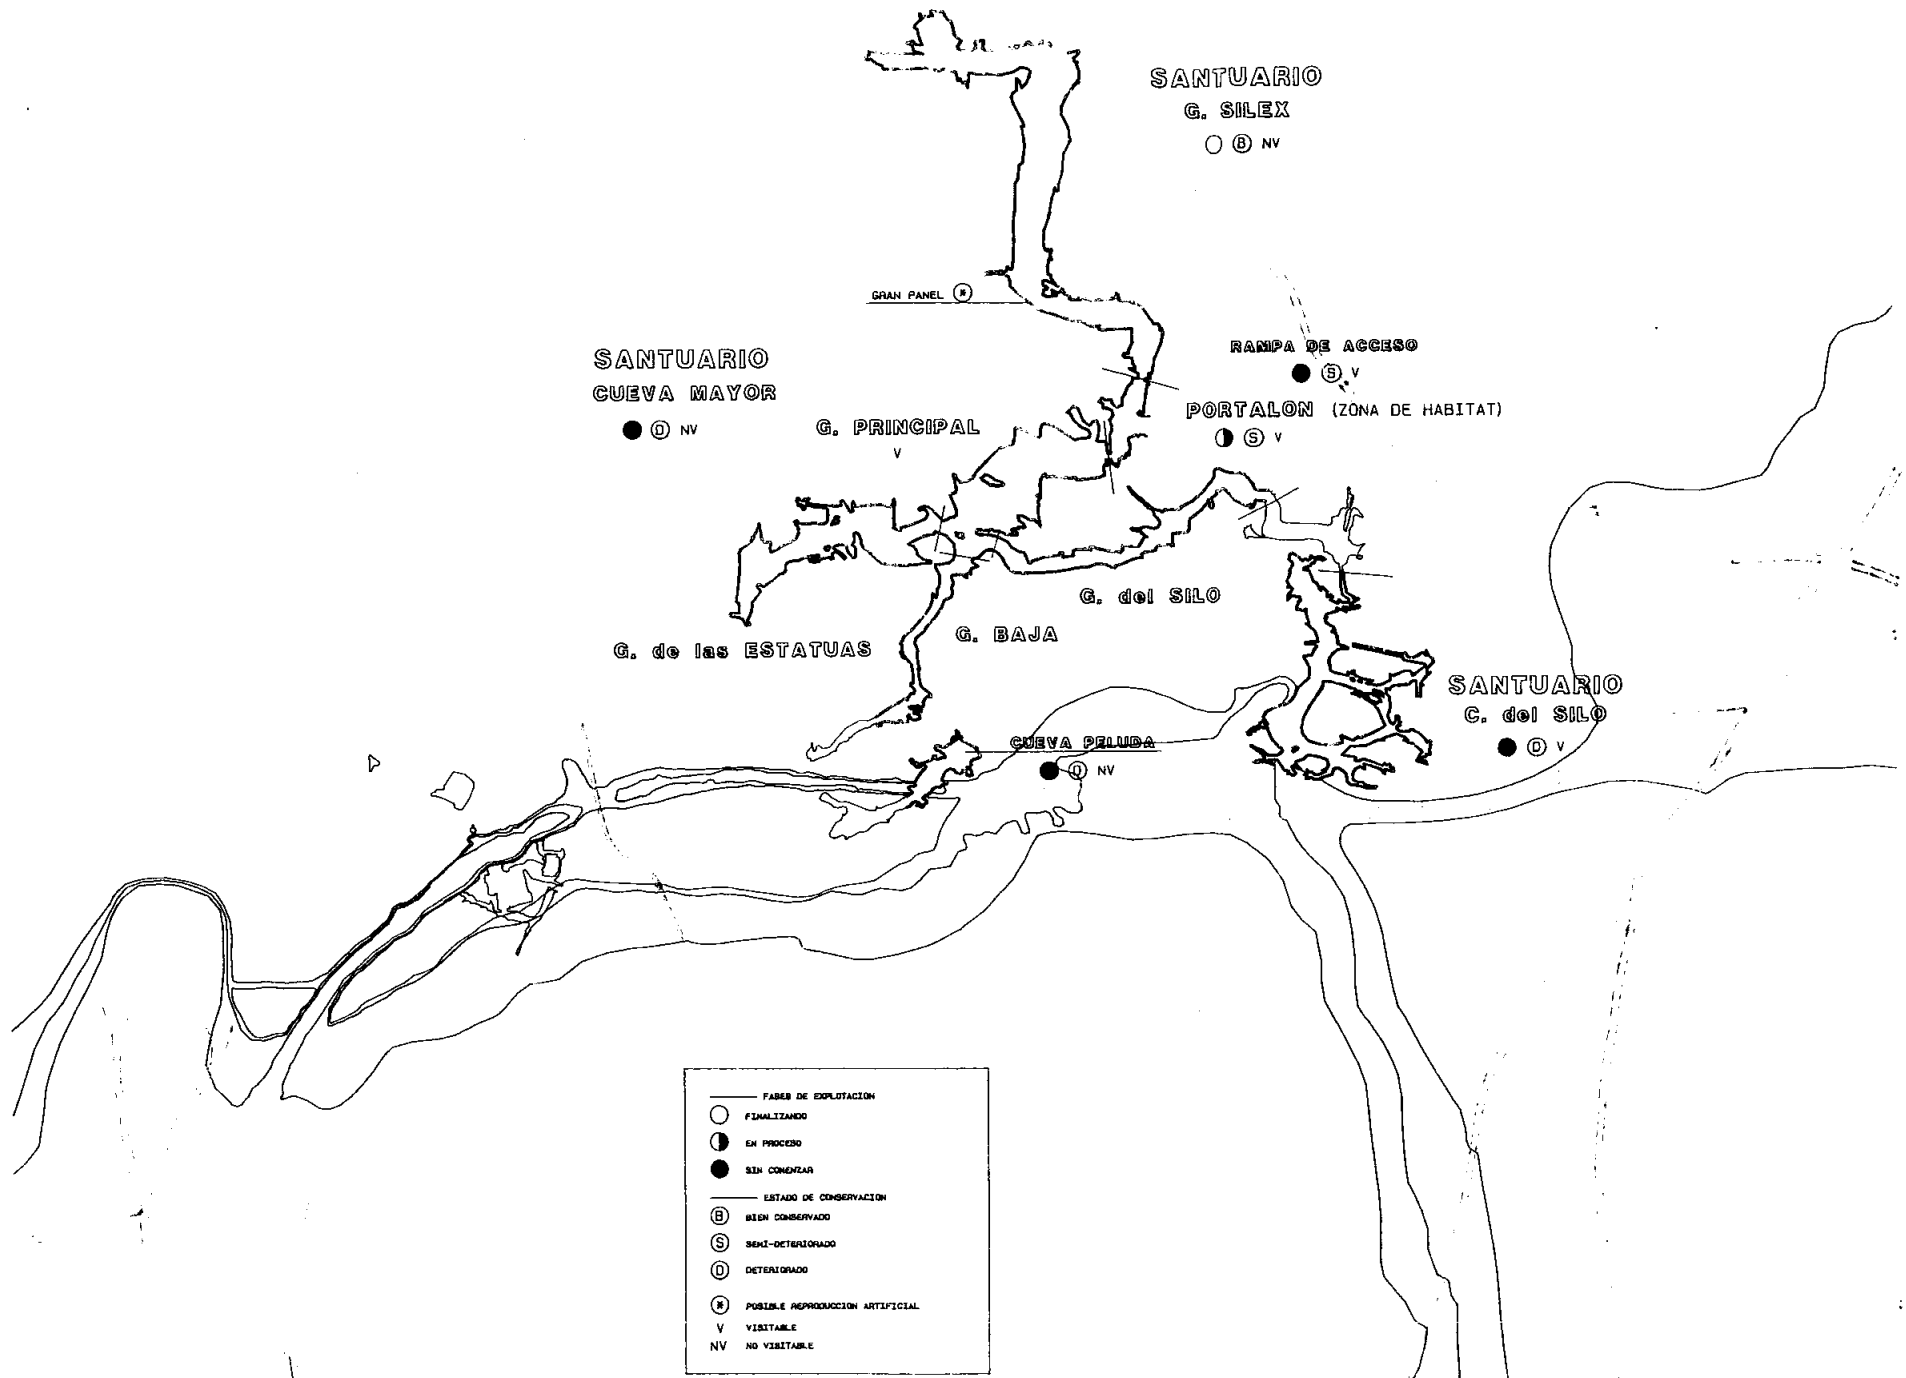 SANTUARIO
G. SILEX
B NV
GRAN PANEL *
SANTUARIO
CUEVA MAYOR
D NV
G. PRINCIPAL
V
RAMPA DE ACCESO
S V
PORTALON (ZONA DE HABITAT)
S V
G. del SILO
G. BAJA
G. de las ESTATUAS
SANTUARIO
C. del SILO
D V
CUEVA PELUDA
D NV
FASES DE EXPLOTACION
FINALIZANDO
EN PROCESO
SIN COMENZAR
ESTADO DE CONSERVACION
B BIEN CONSERVADO
S SEMI-DETERIORADO
D DETERIORADO
* POSIBLE REPRODUCCION ARTIFICIAL
V VISITABLE
NV NO VISITABLE